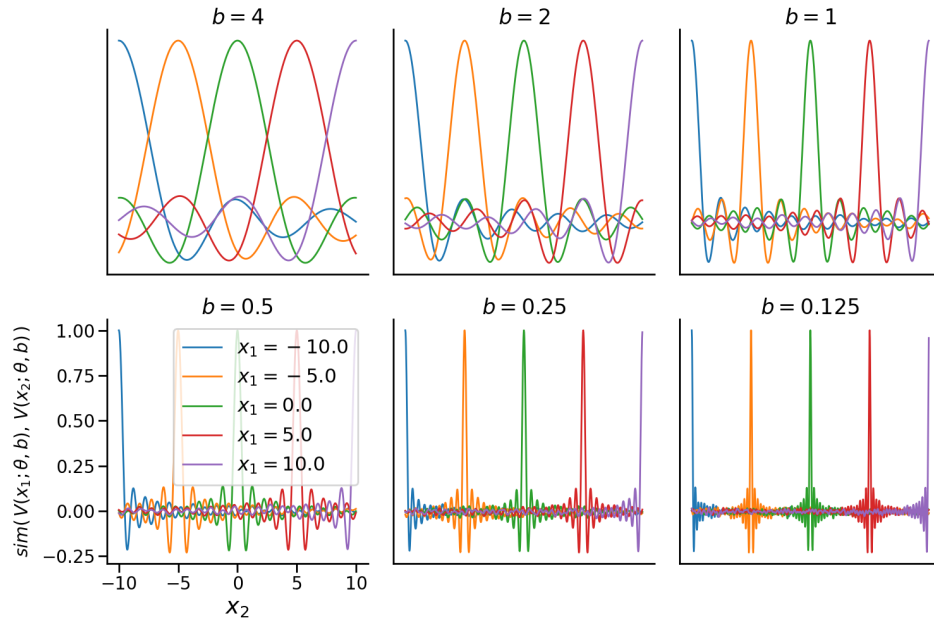 b = 4
b = 2
b = 1
b = 0.5
b = 0.25
b = 0.125
sim( V(x₁; θ, b), V(x₂; θ, b))
1.00
0.75
0.50
0.25
0.00
−0.25
x₁ = − 10.0
x₁ = − 5.0
x₁ = 0.0
x₁ = 5.0
x₁ = 10.0
−10 −5 0 5 10
x₂